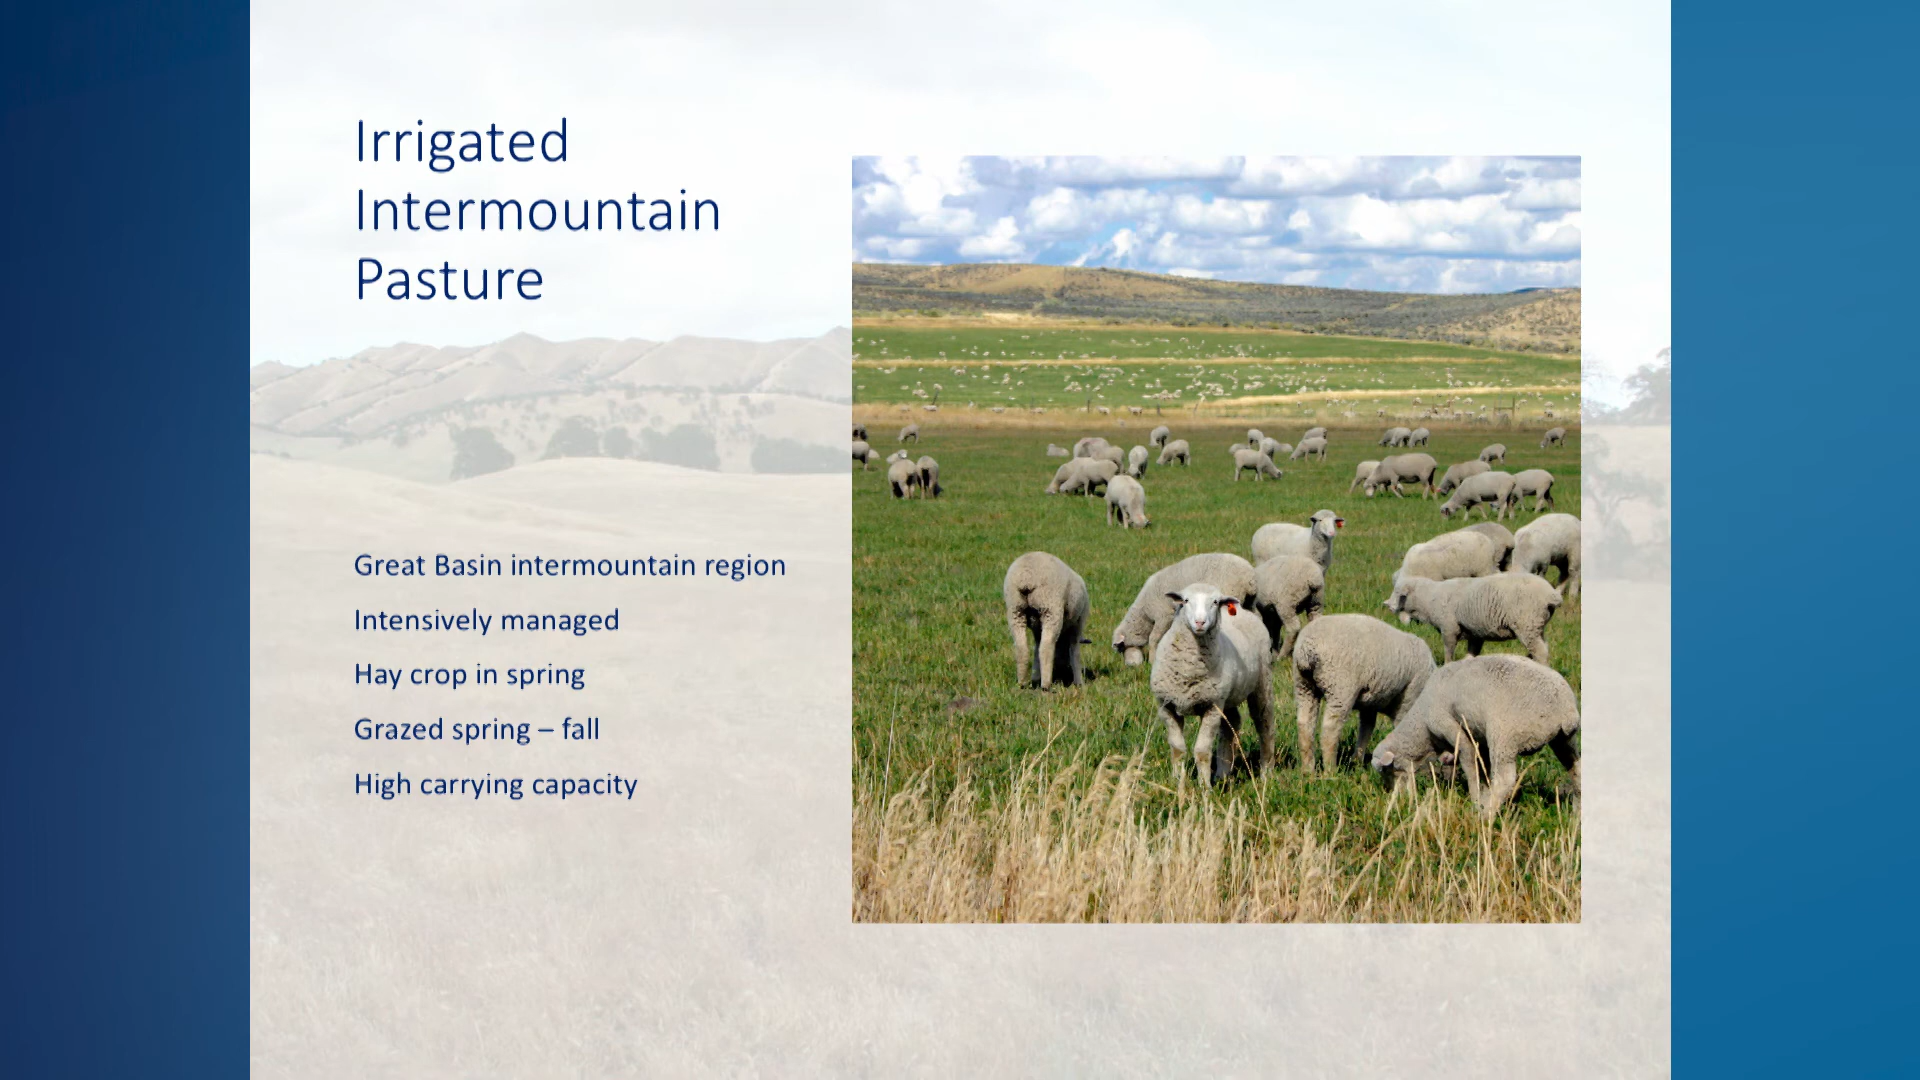 Irrigated
Intermountain
Pasture
Great Basin intermountain region
Intensively managed
Hay crop in spring
Grazed spring – fall
High carrying capacity